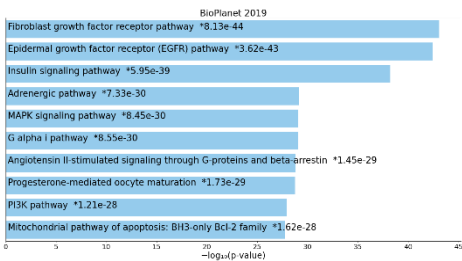 BioPlanet 2019
Fibroblast growth factor receptor pathway *8.13e-44
Epidermal growth factor receptor (EGFR) pathway *3.62e-43
Insulin signaling pathway *5.95e-39
Adrenergic pathway *7.33e-30
MAPK signaling pathway *8.45e-30
G alpha i pathway *8.55e-30
Angiotensin II-stimulated signaling through G-proteins and beta-arrestin *1.45e-29
Progesterone-mediated oocyte maturation *1.73e-29
PI3K pathway *1.21e-28
Mitochondrial pathway of apoptosis: BH3-only Bcl-2 family *1.62e-28
0 5 10 15 20 25 30 35 40 45
−log₁₀(p-value)